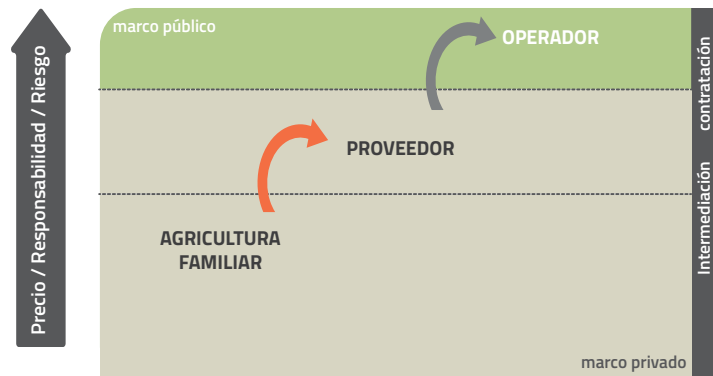 Precio / Responsabilidad / Riesgo
marco público
OPERADOR
contratación
PROVEEDOR
Intermediación
AGRICULTURA
FAMILIAR
marco privado